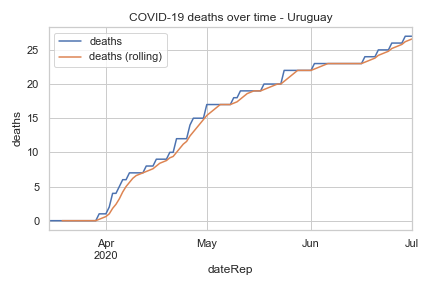 COVID-19 deaths over time - Uruguay
deaths
deaths (rolling)
25
20
15
10
5
0
deaths
Apr
2020
May
Jun
Jul
dateRep